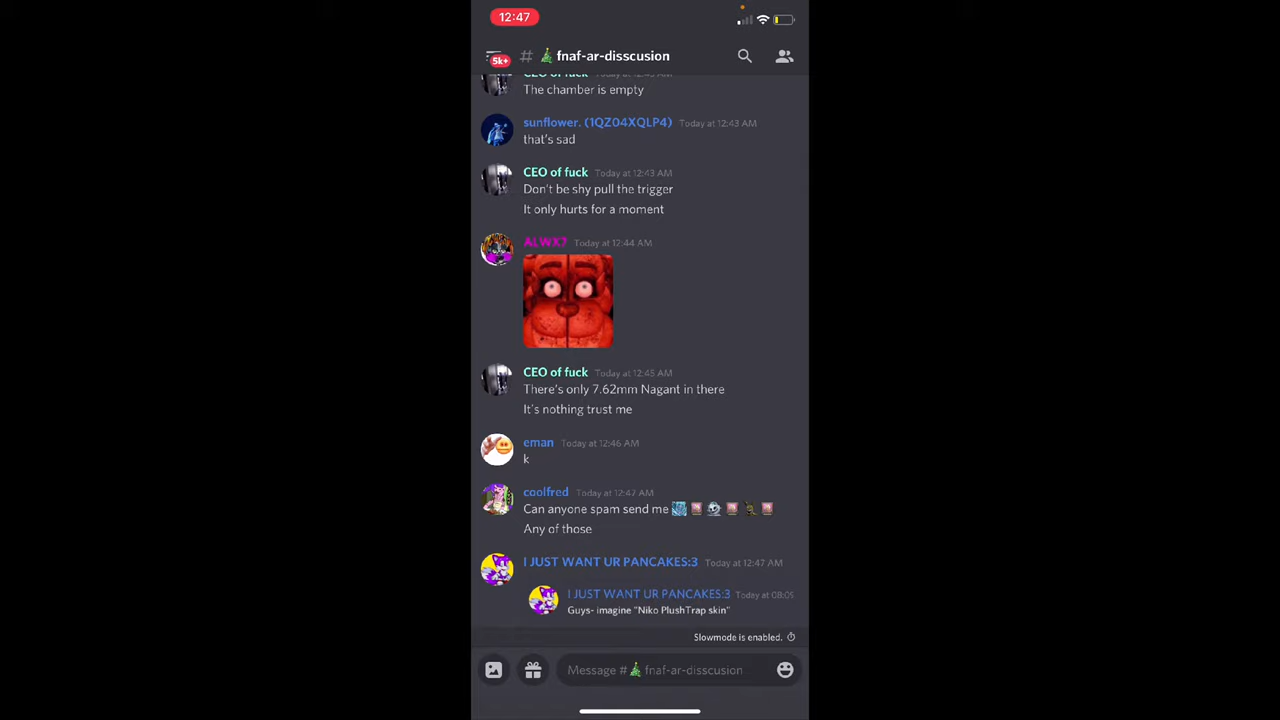 12:47
5k+
# fnaf-ar-disscusion
CEO of fuck Today at 12:43 AM
The chamber is empty
sunflower. (1QZ04XQLP4) Today at 12:43 AM
that's sad
CEO of fuck Today at 12:43 AM
Don't be shy pull the trigger
It only hurts for a moment
ALWX7 Today at 12:44 AM
CEO of fuck Today at 12:45 AM
There's only 7.62mm Nagant in there
It's nothing trust me
eman Today at 12:46 AM
k
coolfred Today at 12:47 AM
Can anyone spam send me
Any of those
I JUST WANT UR PANCAKES:3 Today at 12:47 AM
I JUST WANT UR PANCAKES:3 Today at 08:05
Guys- imagine "Niko PlushTrap skin"
Slowmode is enabled.
Message # fnaf-ar-disscusion